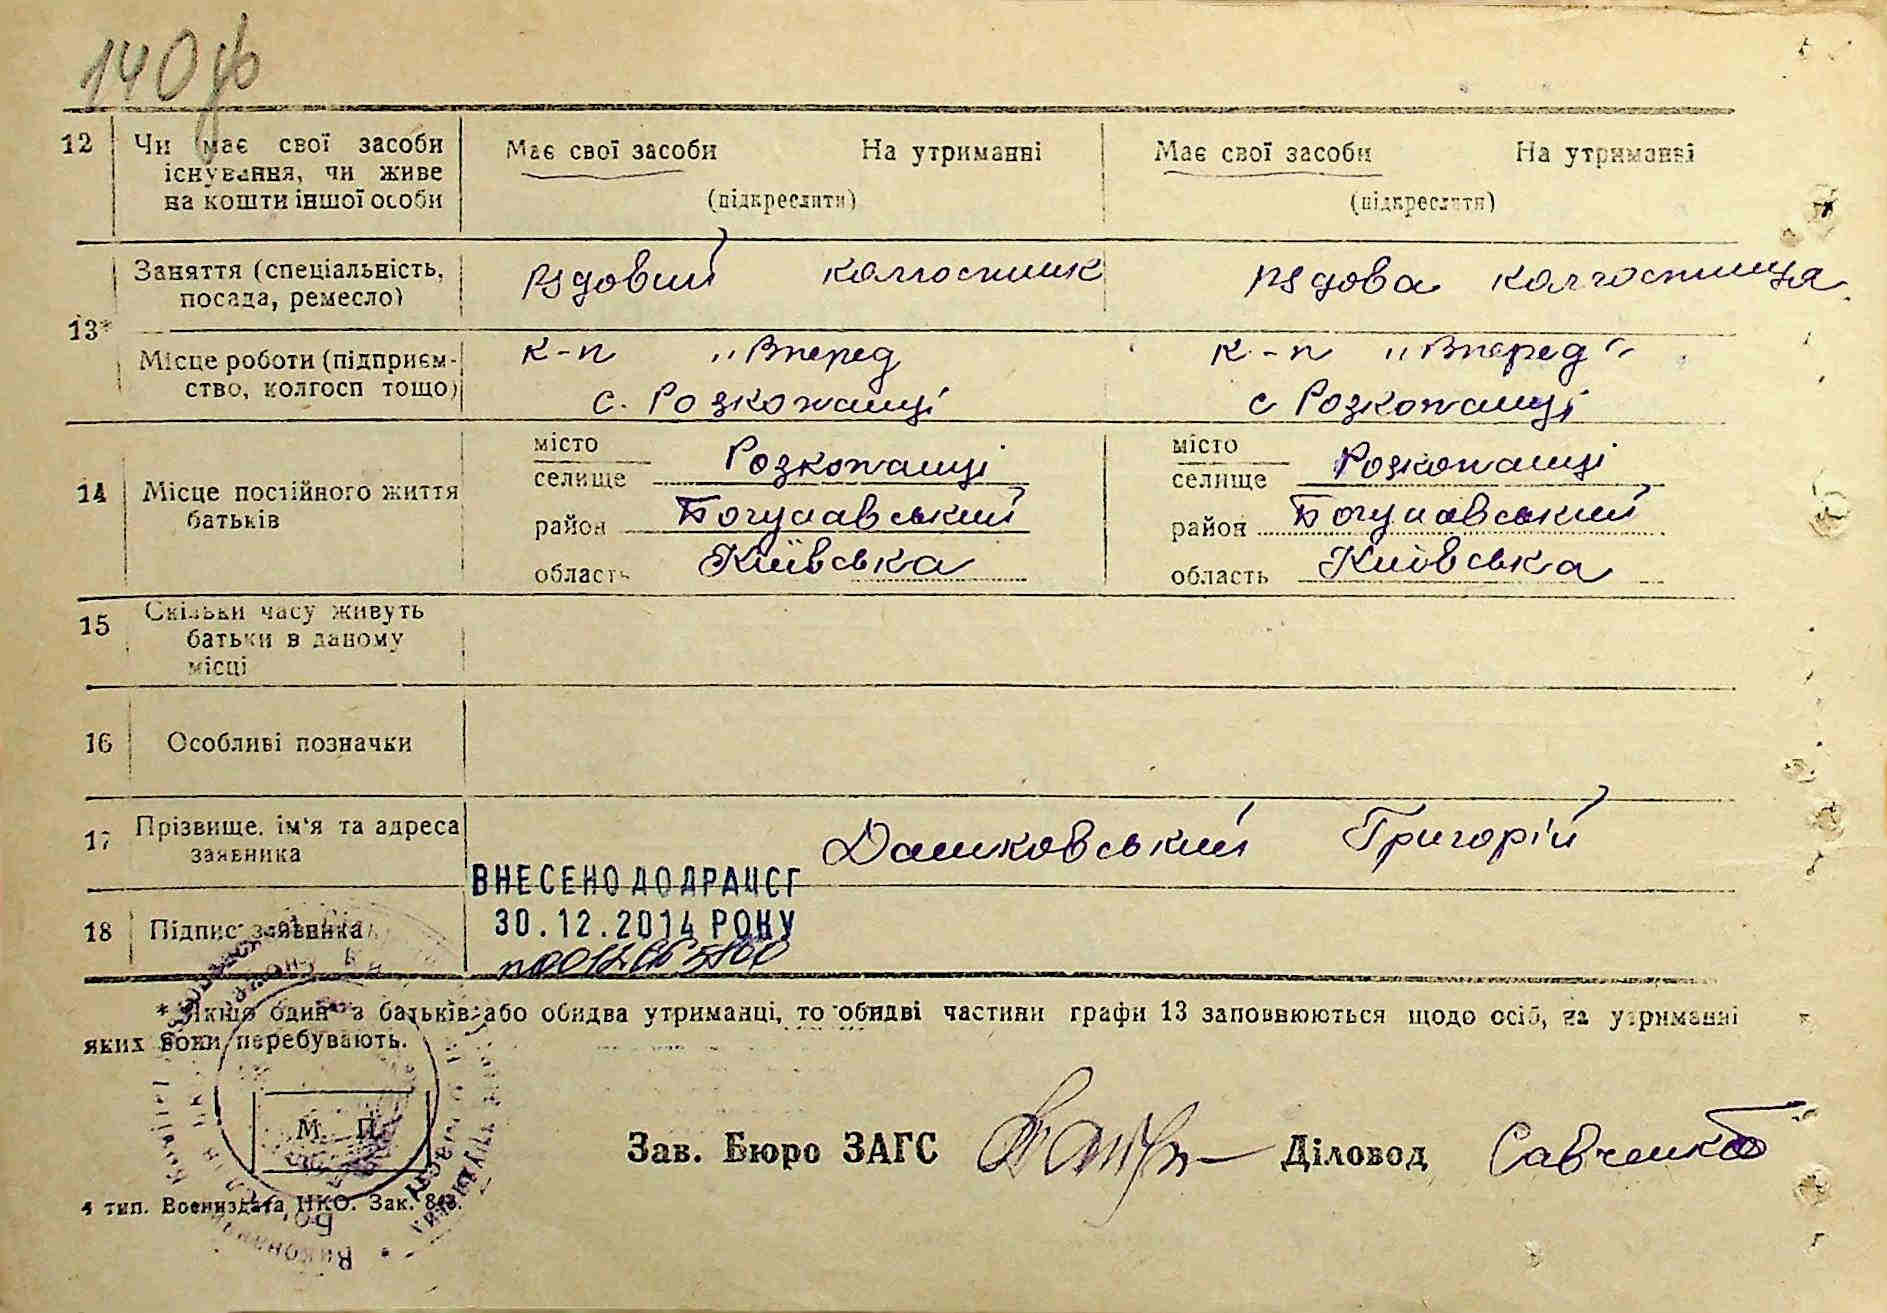 140
12 Чи має свої засоби існування, чи живе на кошти іншої особи
Має свої засоби На утриманні
(підкреслити)
Має свої засоби На утриманні
(підкреслити)
13*
Заняття (спеціальність, посада, ремесло)
рядовий колгоспник
рядова колгоспниця
Місце роботи (підприєм-
ство, колгосп тощо)
к-п „Вперед
с. Розкопанці
к-п „Вперед"
с Розкопанці
14 Місце постійного життя
батьків
місто
селище Розкопанці
район Богуславський
область Київська
місто
селище Розкопанці
район Богуславський
область Київська
15 Скільки часу живуть
батьки в даному
місці
16 Особливі позначки
17 Прізвище, ім'я та адреса
заявника
Дашковський Григорій
ВНЕСЕНО ДО ДРАЦСГ
30.12.2014 РОКУ
18 Підпис заявника
* Якщо один з батьків або обидва утриманці, то обидві частини графи 13 заповнюються щодо осіб, на утриманні
яких вони перебувають.
М. П.
Зав. Бюро ЗАГС Діловод Савченко
4 тип. Воениздата НКО. Зак. 843.